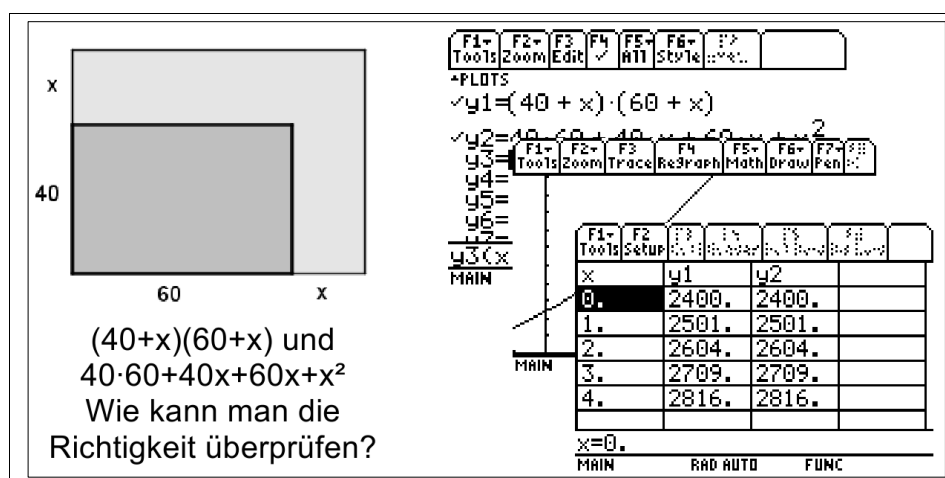 x
40
60 x
(40+x)(60+x) und
40·60+40x+60x+x²
Wie kann man die
Richtigkeit überprüfen?
F1 F2 F3 F4 F5 F6
Tools Zoom Edit ✓ All Style
PLOTS
✓y1=(40 + x)·(60 + x)
✓y2=40·60 + 40·x + 60·x + x²
y3=
y4=
y5=
y6=
y7=
y3(x
MAIN
F1 F2 F3 F4 F5 F6 F7
Tools Zoom Trace ReGraph Math Draw Pen
MAIN
F1 F2
Tools Setup
x y1 y2
0. 2400. 2400.
1. 2501. 2501.
2. 2604. 2604.
3. 2709. 2709.
4. 2816. 2816.
x=0.
MAIN RAD AUTO FUNC